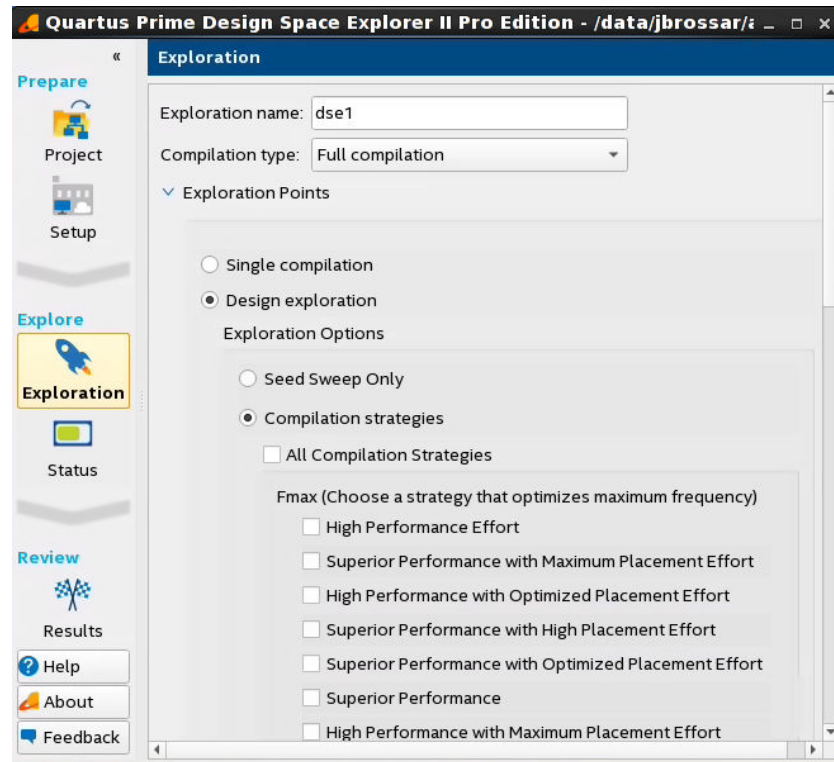 Quartus Prime Design Space Explorer II Pro Edition - /data/jbrossar/
«
Exploration
Prepare
Project
Setup
Explore
Exploration
Status
Review
Results
Help
About
Feedback
Exploration name: dse1
Compilation type: Full compilation
Exploration Points
Single compilation
Design exploration
Exploration Options
Seed Sweep Only
Compilation strategies
All Compilation Strategies
Fmax (Choose a strategy that optimizes maximum frequency)
High Performance Effort
Superior Performance with Maximum Placement Effort
High Performance with Optimized Placement Effort
Superior Performance with High Placement Effort
Superior Performance with Optimized Placement Effort
Superior Performance
High Performance with Maximum Placement Effort